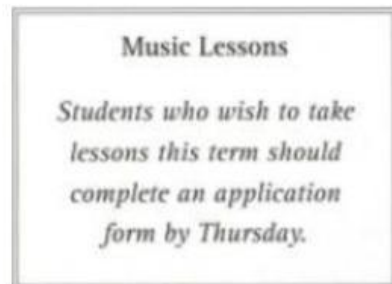 Music Lessons
Students who wish to take
lessons this term should
complete an application
form by Thursday.